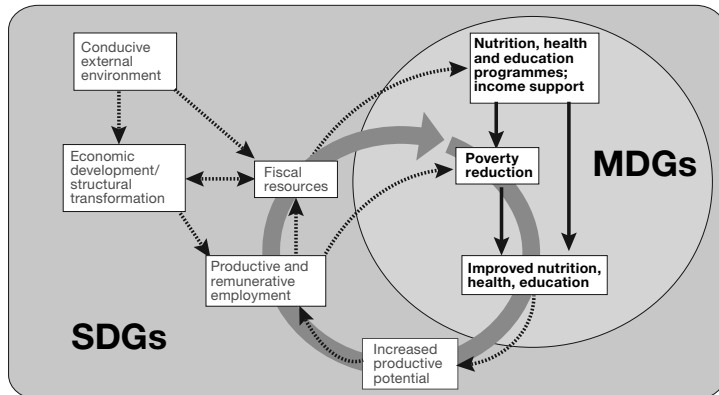 Conducive
external
environment
Nutrition, health
and education
programmes;
income support
Economic
development/
structural
transformation
Fiscal
resources
Poverty
reduction
MDGs
Productive and
remunerative
employment
Improved nutrition,
health, education
SDGs
Increased
productive
potential